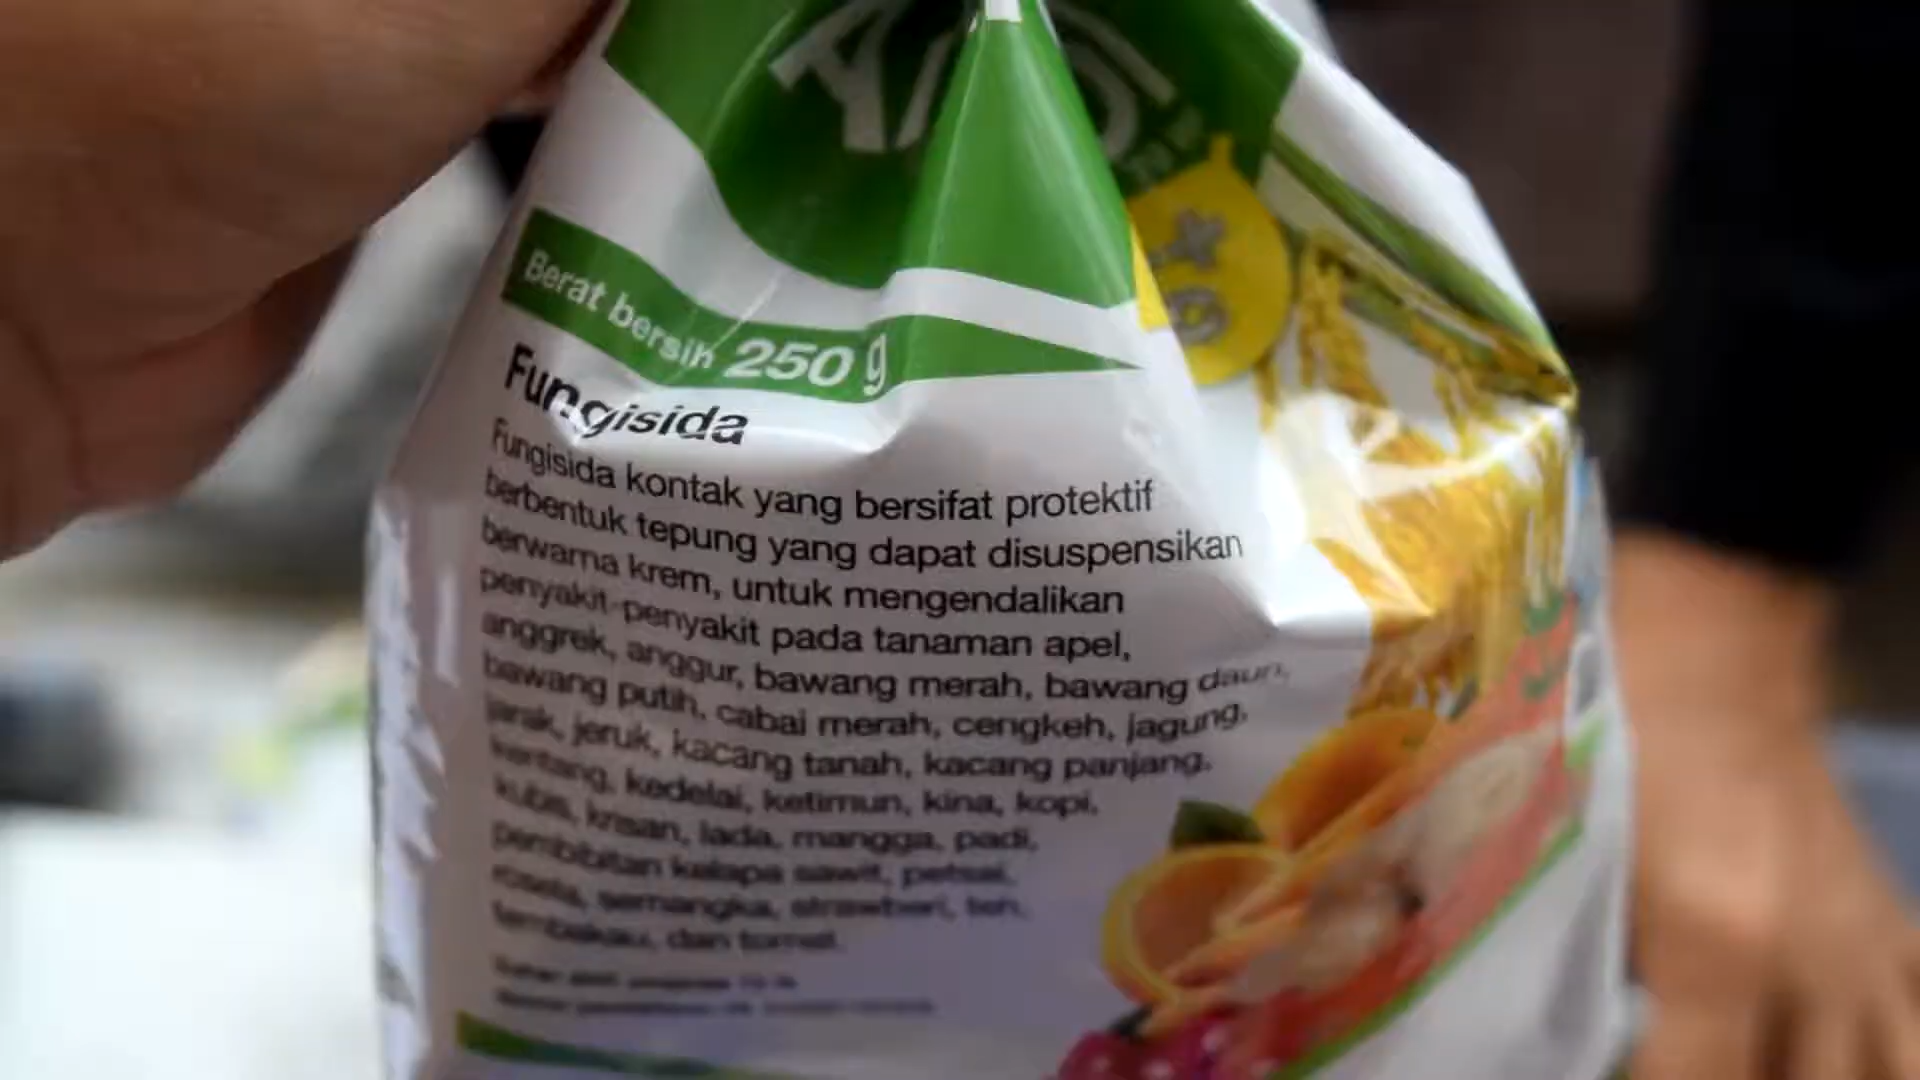 Berat bersih 250 g
Fungisida
Fungisida kontak yang bersifat protektif
berbentuk tepung yang dapat disuspensikan
berwarna krem, untuk mengendalikan
penyakit-penyakit pada tanaman apel,
anggrek, anggur, bawang merah, bawang daun,
bawang putih, cabai merah, cengkeh, jagung,
jarak, jeruk, kacang tanah, kacang panjang,
kentang, kedelai, ketimun, kina, kopi,
kubis, krisan, lada, mangga, padi,
pembibitan kelapa sawit, petsai,
rosela, semangka, strawberi, teh,
tembakau, dan tomat.